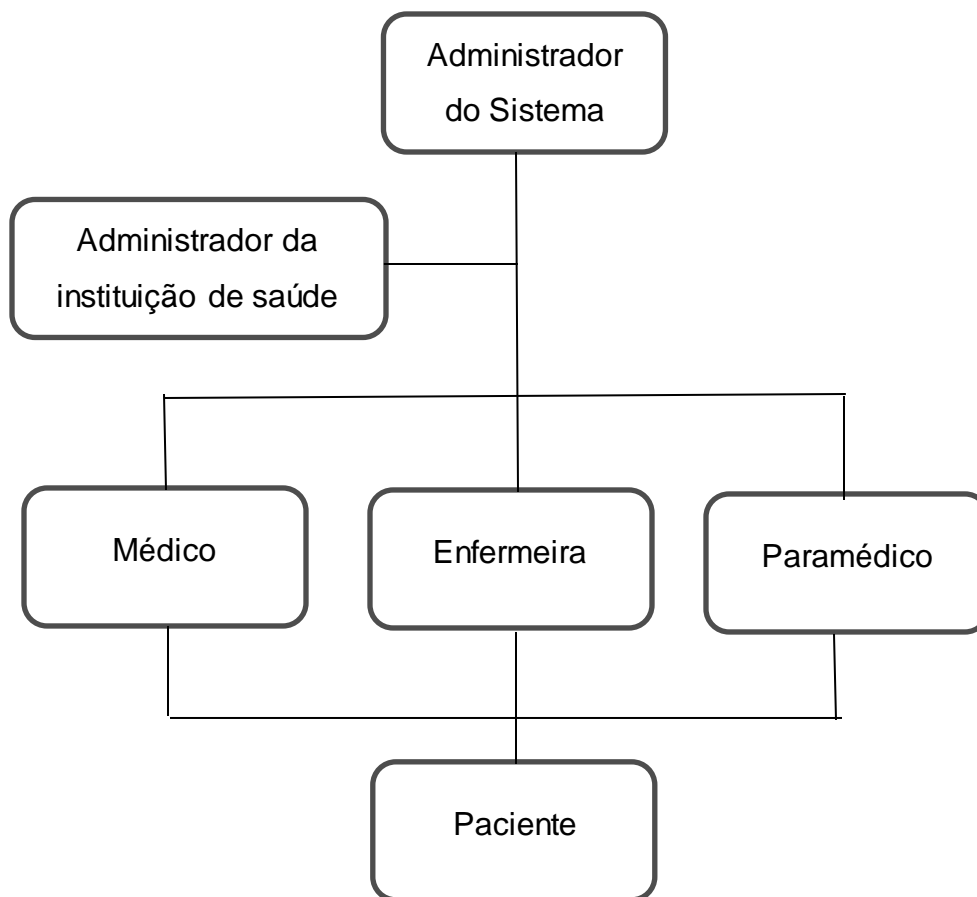 Administrador
do Sistema
Administrador da
instituição de saúde
Médico
Enfermeira
Paramédico
Paciente